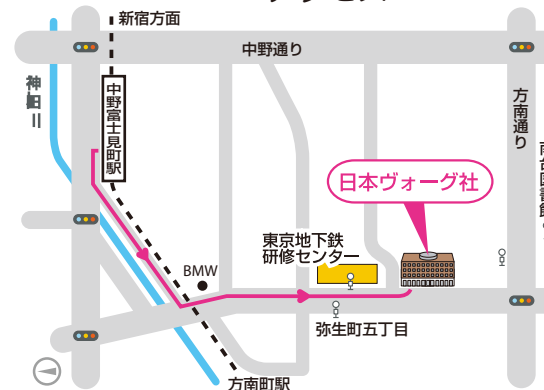 新宿方面
中野通り
神田川
中野富士見町駅
方南通り
日本ヴォーグ社
東京地下鉄
研修センター
BMW
弥生町五丁目
方南町駅